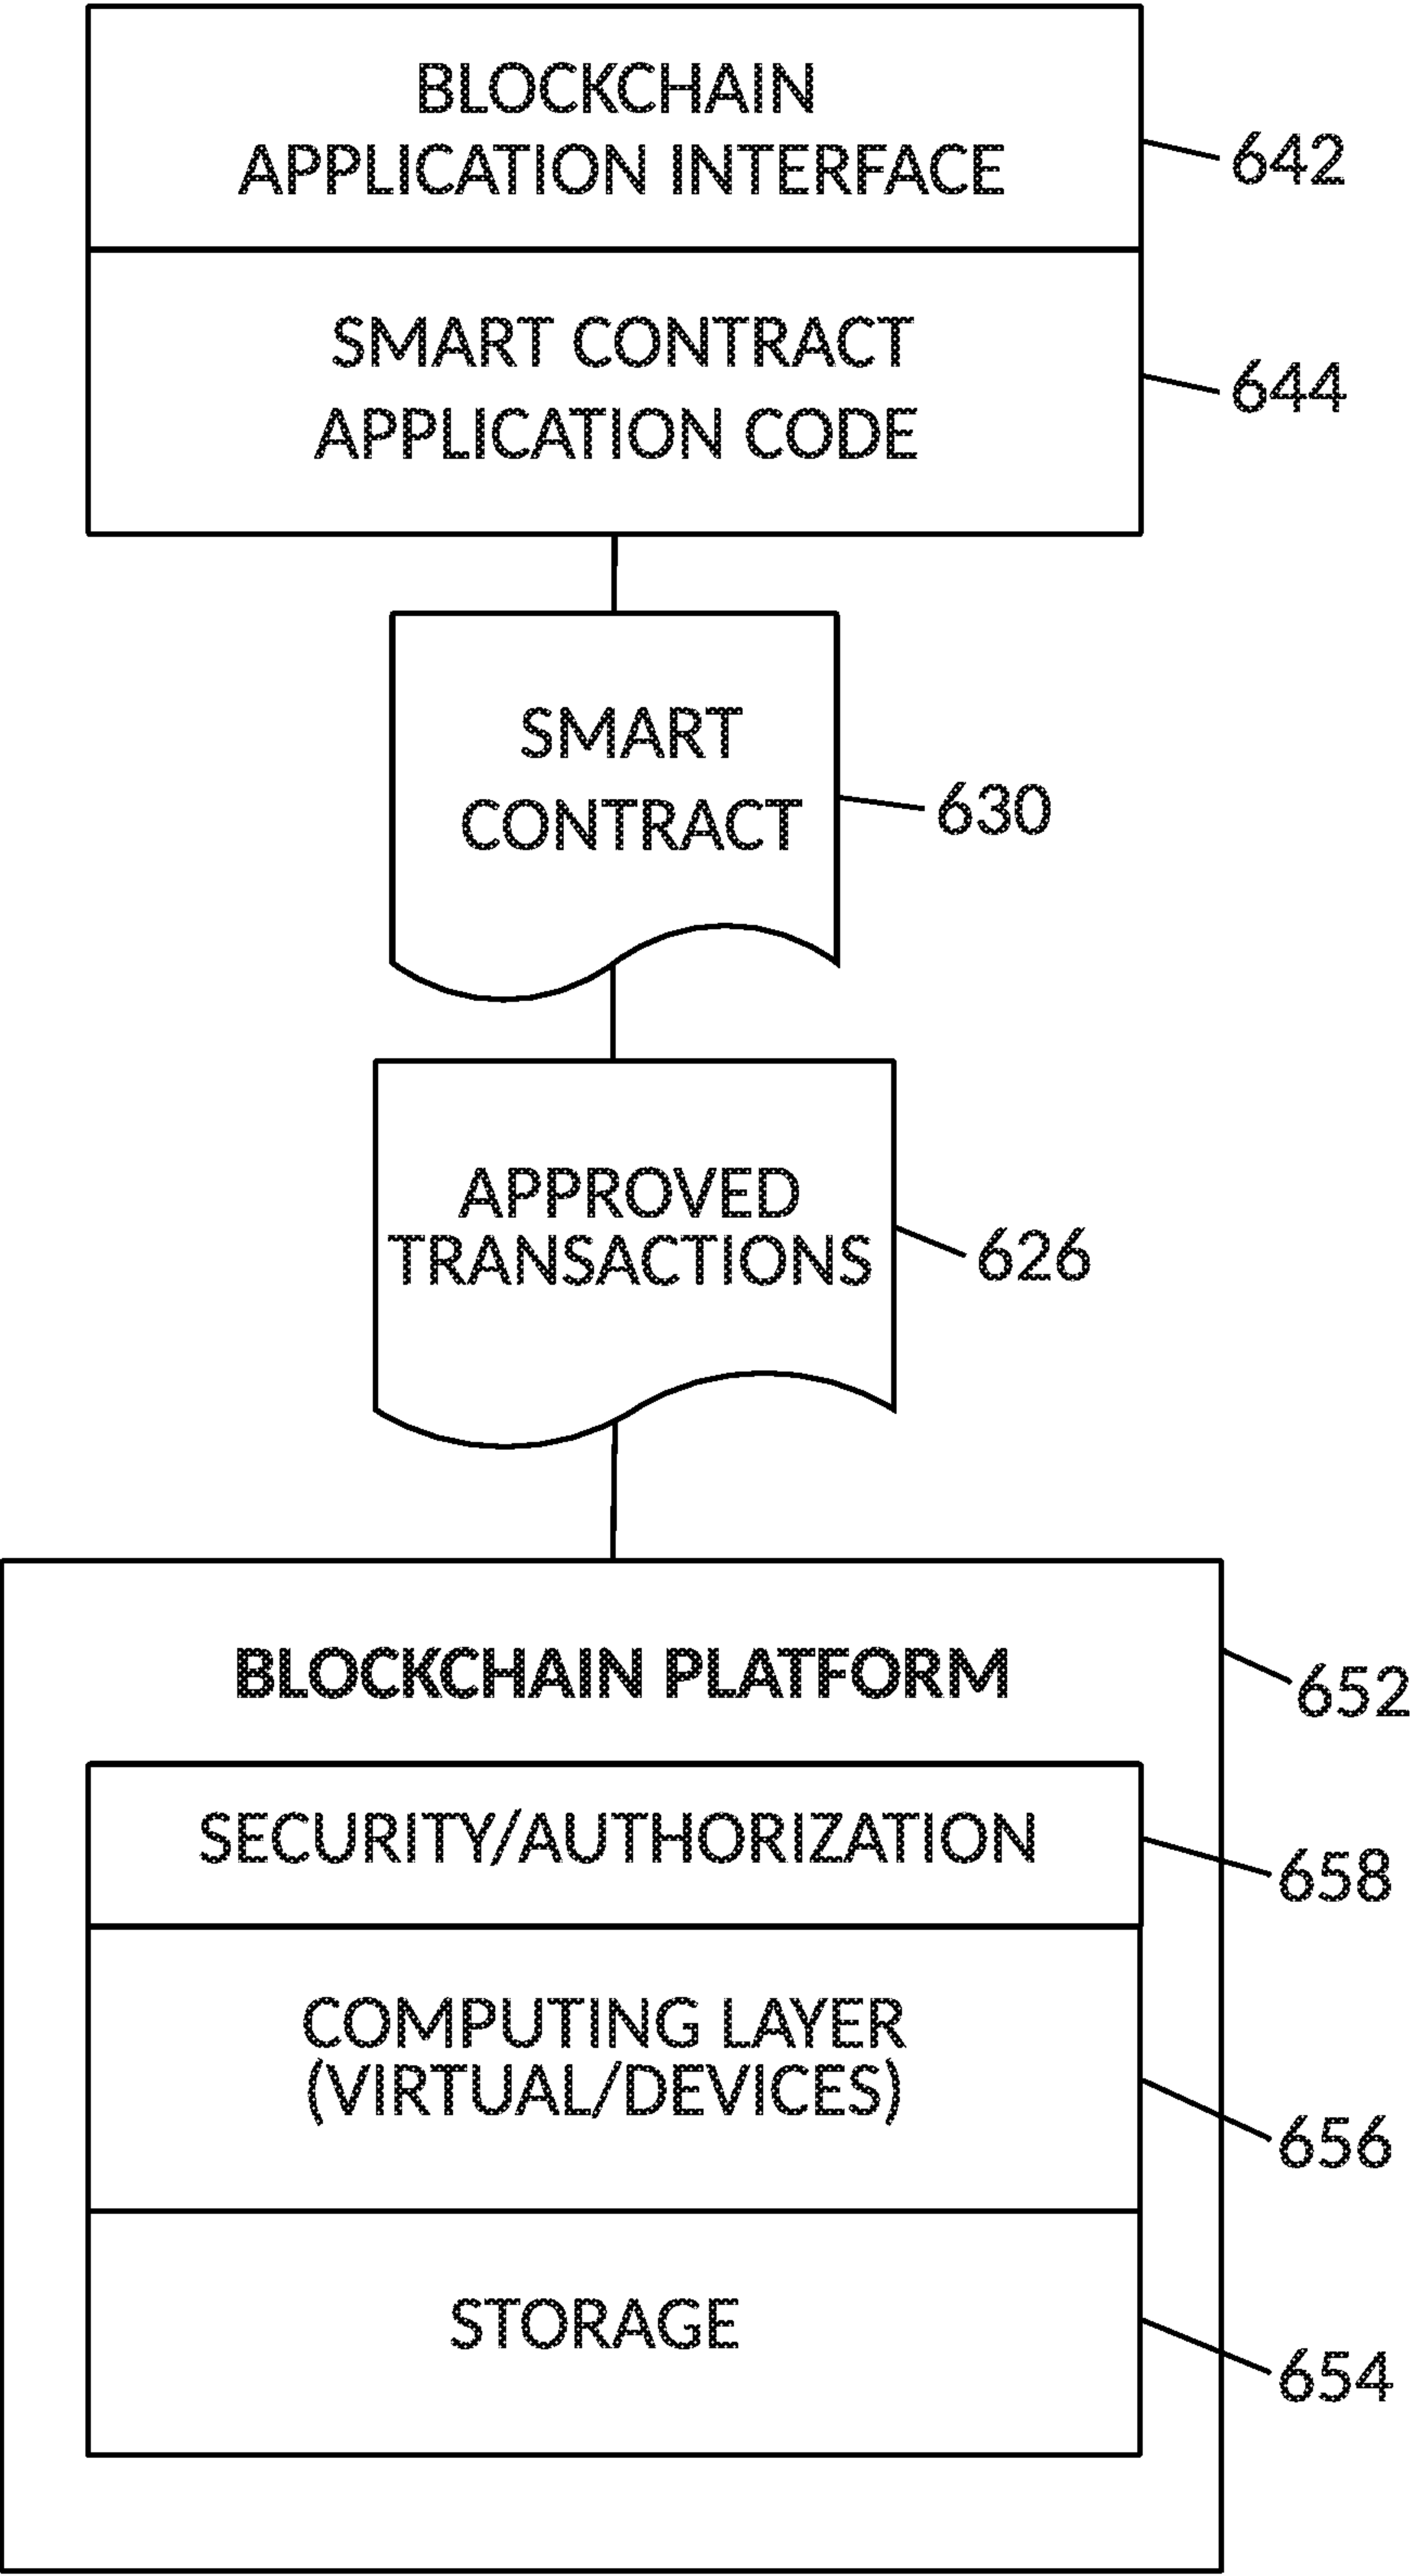 BLOCKCHAIN
APPLICATION INTERFACE
642
SMART CONTRACT
APPLICATION CODE
644
SMART
CONTRACT
630
APPROVED
TRANSACTIONS
626
BLOCKCHAIN PLATFORM
652
SECURITY/AUTHORIZATION
658
COMPUTING LAYER
(VIRTUAL/DEVICES)
656
STORAGE
654